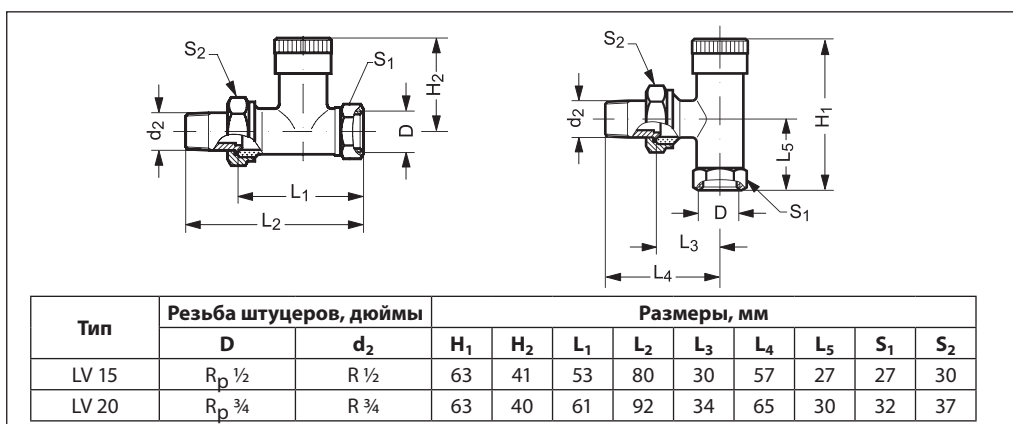 S₂
S₁
H₂
d₂
D
L₁
L₂
S₂
d₂
H₁
L₅
S₁
D
L₃
L₄
Тип Резьба штуцеров, дюймы Размеры, мм
D d₂ H₁ H₂ L₁ L₂ L₃ L₄ L₅ S₁ S₂
LV 15 Rp ½ R ½ 63 41 53 80 30 57 27 27 30
LV 20 Rp ¾ R ¾ 63 40 61 92 34 65 30 32 37